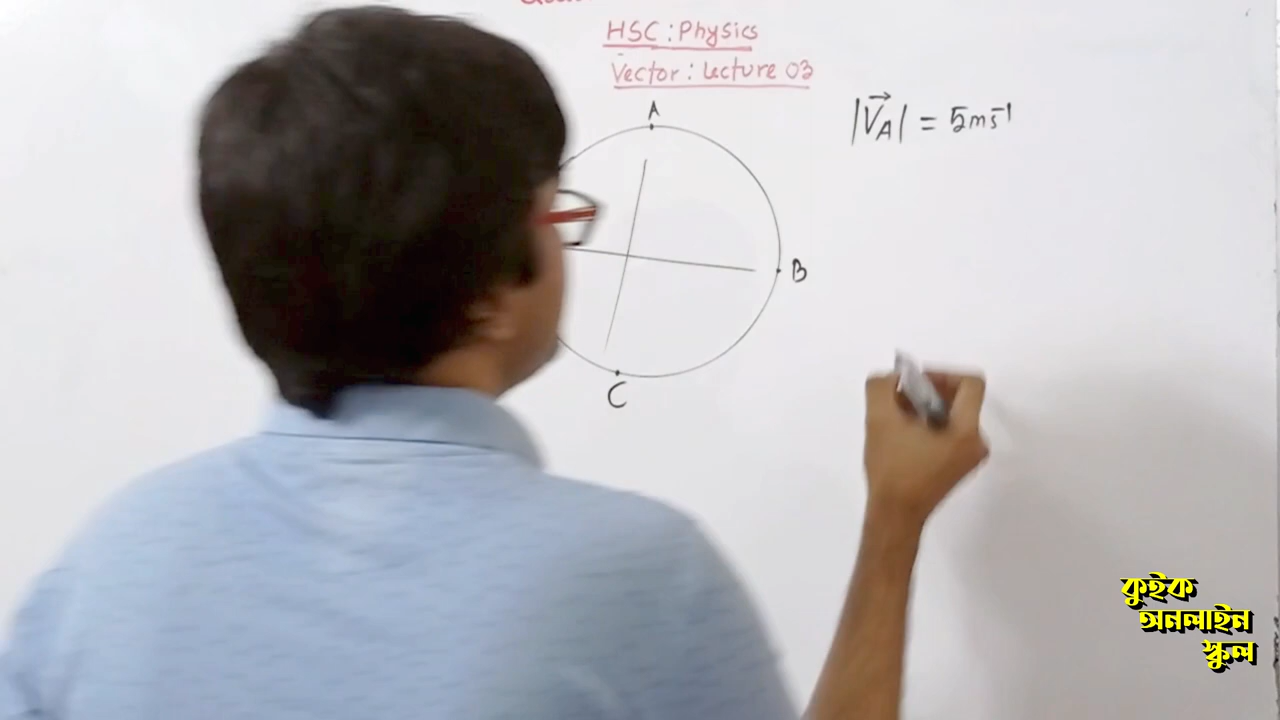 HSC : Physics
Vector : Lecture 03
A
|V⃗A| = 5ms⁻¹
B
C
কুইক
অনলাইন
স্কুল